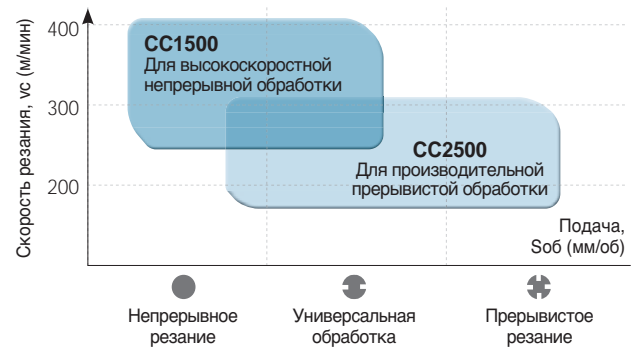 Скорость резания, vc (м/мин)
400
300
200
CC1500
Для высокоскоростной
непрерывной обработки
CC2500
Для производительной
прерывистой обработки
Подача,
Sоб (мм/об)
Непрерывное
резание
Универсальная
обработка
Прерывистое
резание